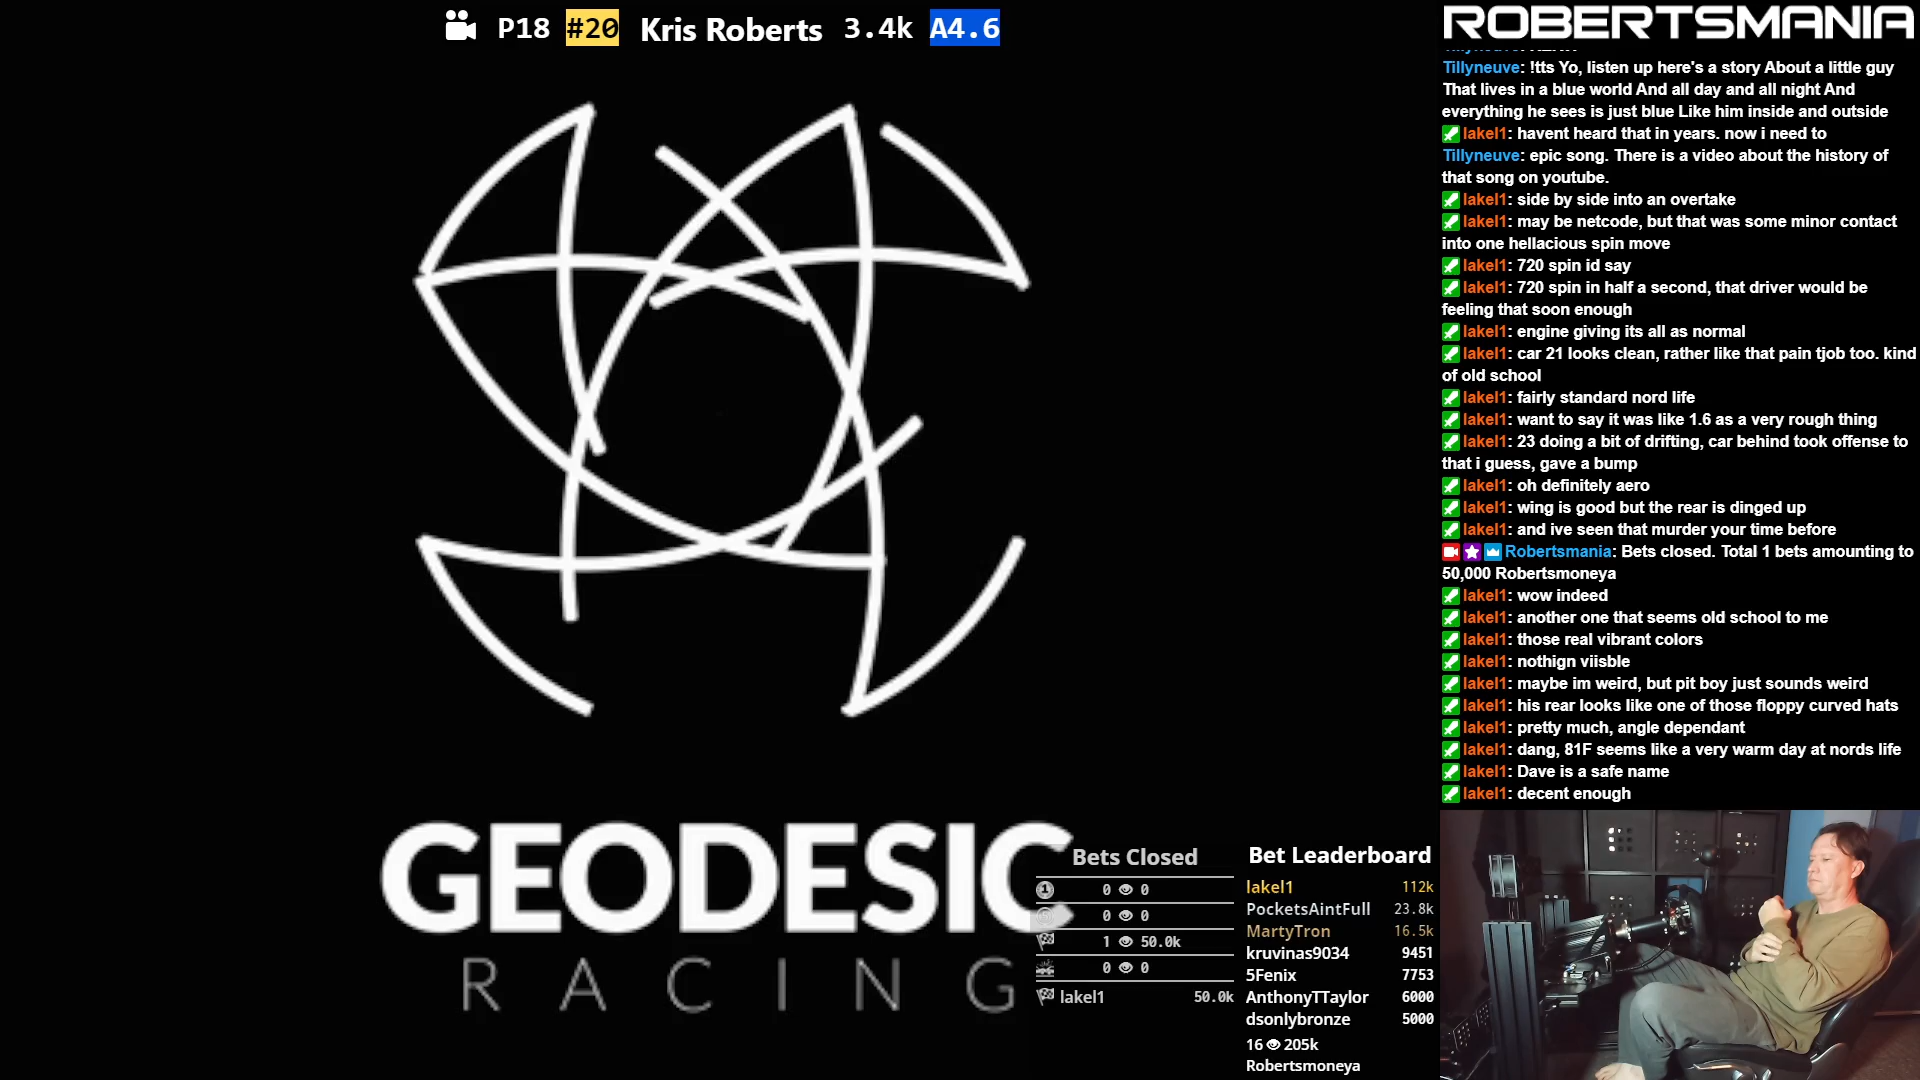 P18 #20 Kris Roberts 3.4k A4.6
ROBERTSMANIA
Tillyneuve: !tts Yo, listen up here's a story About a little guy
That lives in a blue world And all day and all night And
everything he sees is just blue Like him inside and outside
lakel1: havent heard that in years. now i need to
Tillyneuve: epic song. There is a video about the history of
that song on youtube.
lakel1: side by side into an overtake
lakel1: may be netcode, but that was some minor contact
into one hellacious spin move
lakel1: 720 spin id say
lakel1: 720 spin in half a second, that driver would be
feeling that soon enough
lakel1: engine giving its all as normal
lakel1: car 21 looks clean, rather like that pain tjob too. kind
of old school
lakel1: fairly standard nord life
lakel1: want to say it was like 1.6 as a very rough thing
lakel1: 23 doing a bit of drifting, car behind took offense to
that i guess, gave a bump
lakel1: oh definitely aero
lakel1: wing is good but the rear is dinged up
lakel1: and ive seen that murder your time before
Robertsmania: Bets closed. Total 1 bets amounting to
50,000 Robertsmoneya
lakel1: wow indeed
lakel1: another one that seems old school to me
lakel1: those real vibrant colors
lakel1: nothign viisble
lakel1: maybe im weird, but pit boy just sounds weird
lakel1: his rear looks like one of those floppy curved hats
lakel1: pretty much, angle dependant
lakel1: dang, 81F seems like a very warm day at nords life
lakel1: Dave is a safe name
lakel1: decent enough
GEODESIC
RACING
Bets Closed
1 0 0
0 0
1 50.0k
0 0
lakel1 50.0k
Bet Leaderboard
lakel1 112k
PocketsAintFull 23.8k
MartyTron 16.5k
kruvinas9034 9451
5Fenix 7753
AnthonyTTaylor 6000
dsonlybronze 5000
16 205k
Robertsmoneya